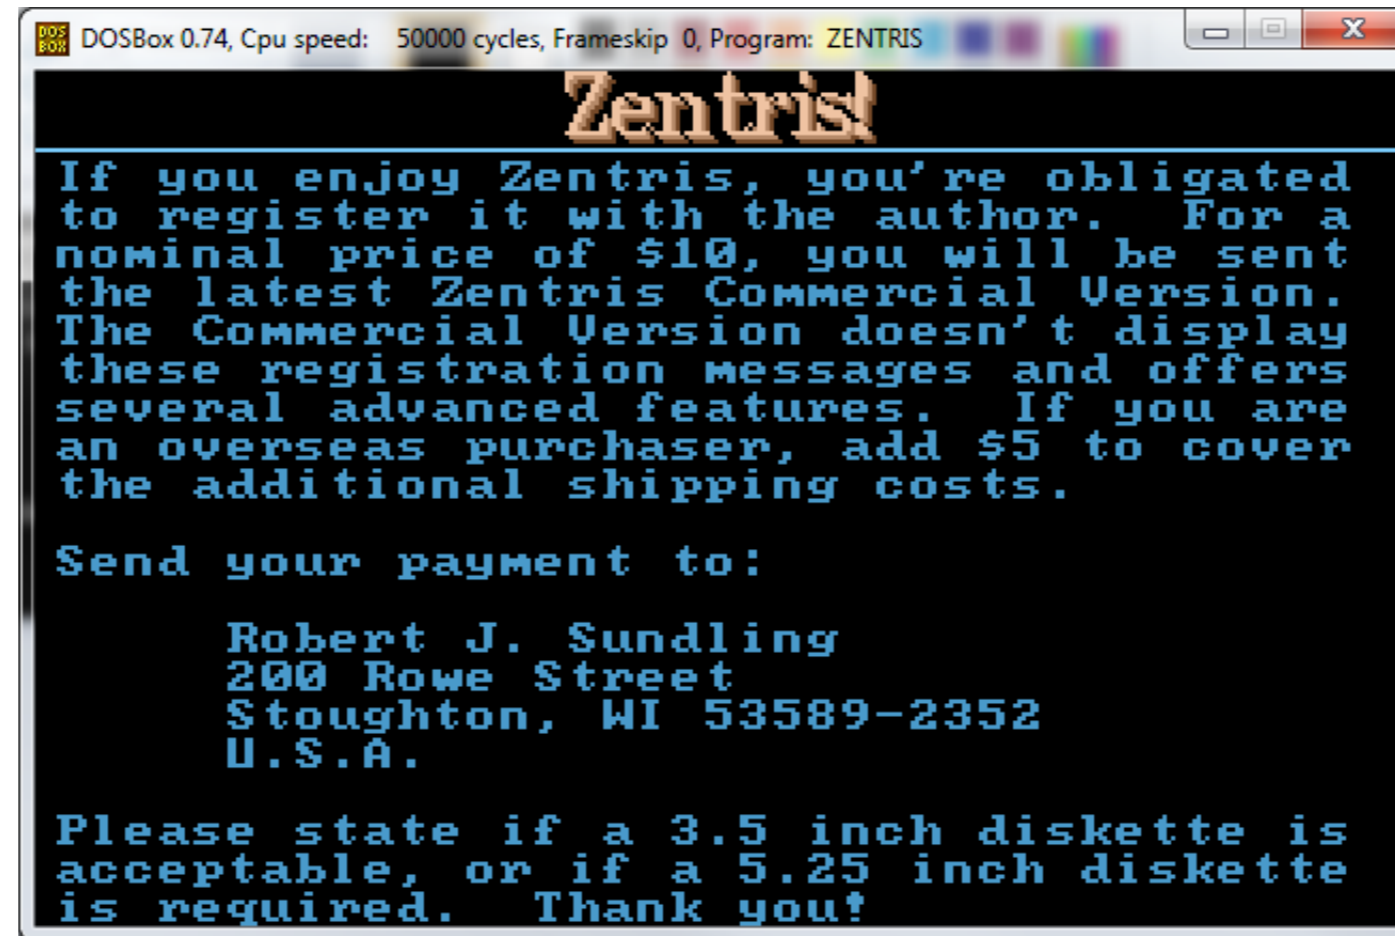 DOSBox 0.74, Cpu speed: 50000 cycles, Frameskip 0, Program: ZENTRIS
Zentris!
If you enjoy Zentris, you're obligated
to register it with the author. For a
nominal price of $10, you will be sent
the latest Zentris Commercial Version.
The Commercial Version doesn't display
these registration messages and offers
several advanced features. If you are
an overseas purchaser, add $5 to cover
the additional shipping costs.
Send your payment to:
Robert J. Sundling
200 Rowe Street
Stoughton, WI 53589-2352
U.S.A.
Please state if a 3.5 inch diskette is
acceptable, or if a 5.25 inch diskette
is required. Thank you!